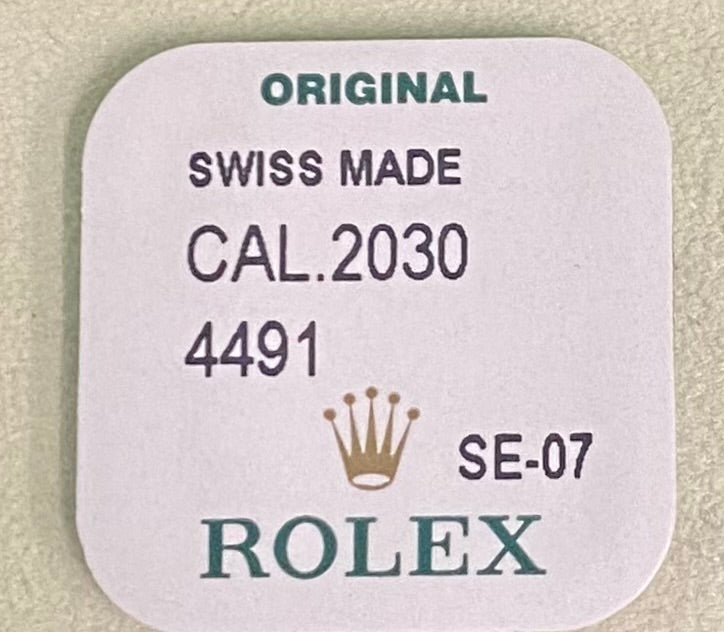 ORIGINAL
SWISS MADE
CAL.2030
4491
SE-07
ROLEX